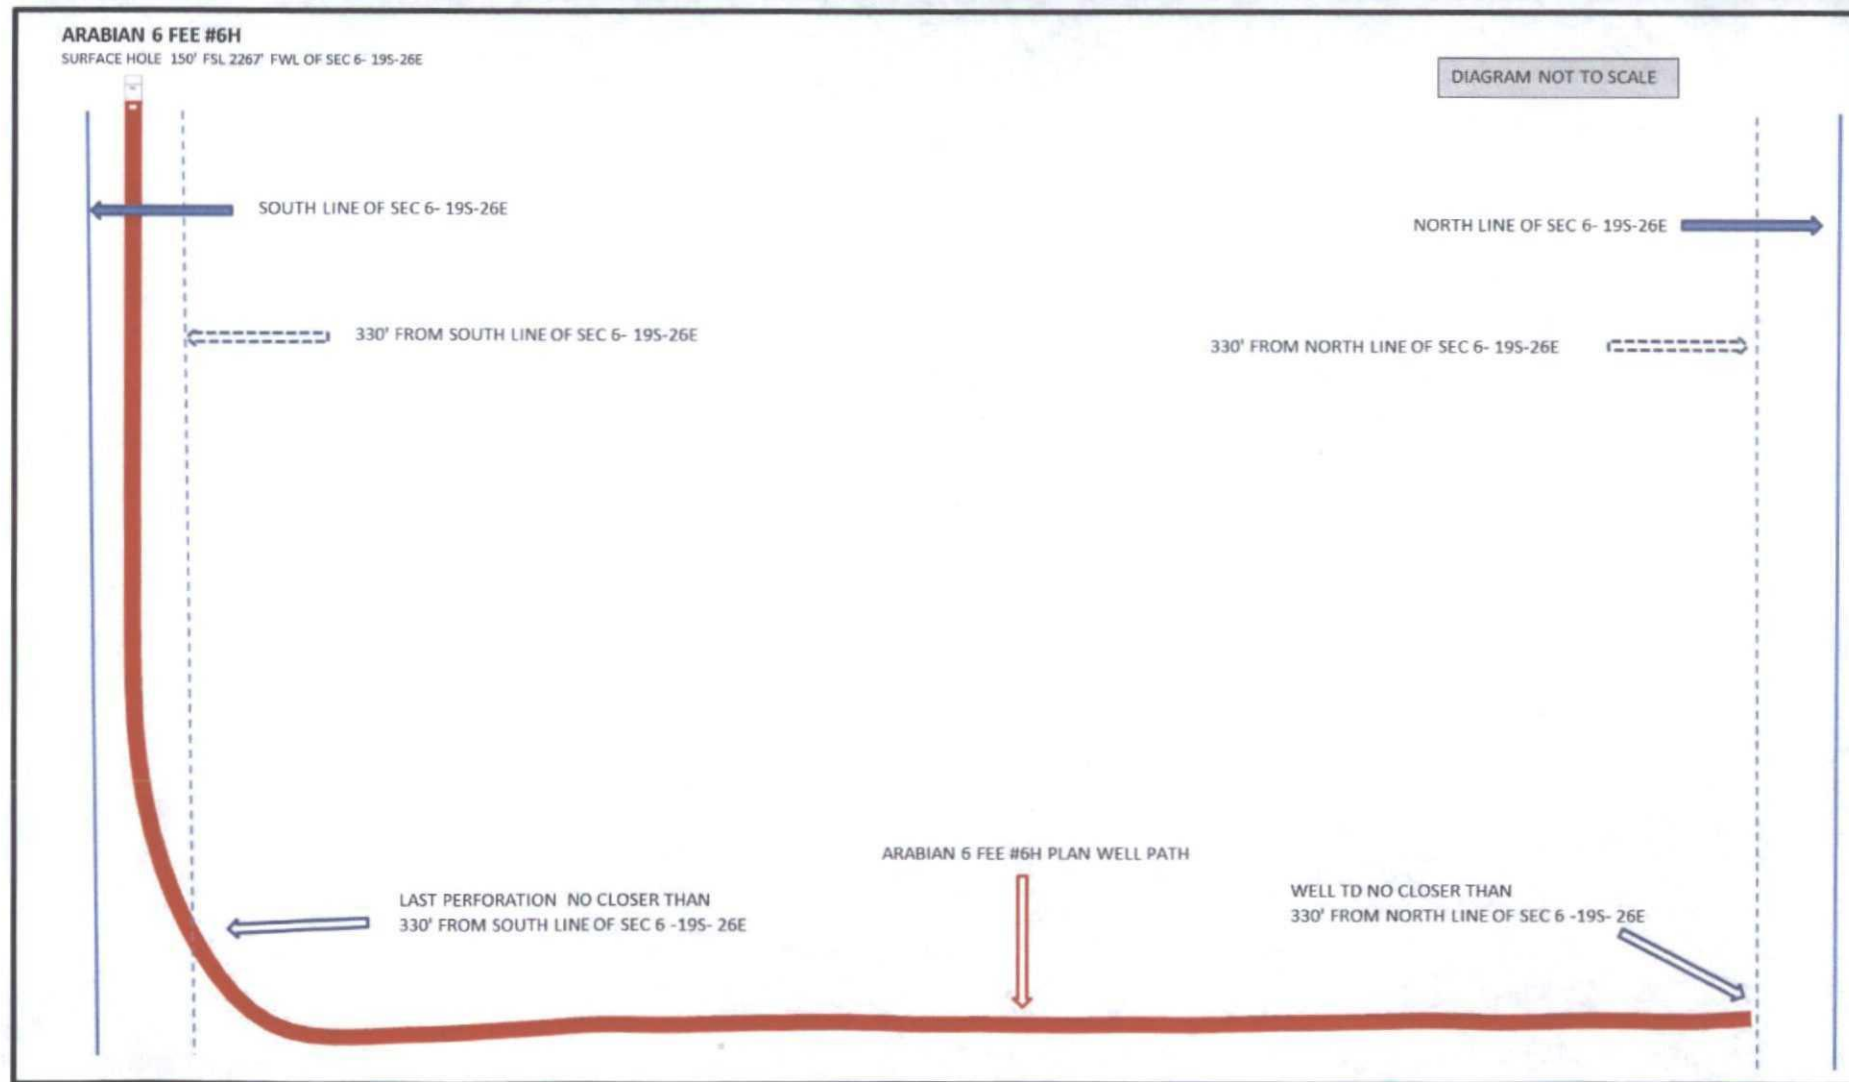 ARABIAN 6 FEE #6H
SURFACE HOLE 150' FSL 2267' FWL OF SEC 6- 19S-26E
DIAGRAM NOT TO SCALE
SOUTH LINE OF SEC 6- 19S-26E
NORTH LINE OF SEC 6- 19S-26E
330' FROM SOUTH LINE OF SEC 6- 19S-26E
330' FROM NORTH LINE OF SEC 6- 19S-26E
ARABIAN 6 FEE #6H PLAN WELL PATH
LAST PERFORATION NO CLOSER THAN
330' FROM SOUTH LINE OF SEC 6 -19S- 26E
WELL TD NO CLOSER THAN
330' FROM NORTH LINE OF SEC 6 -19S- 26E